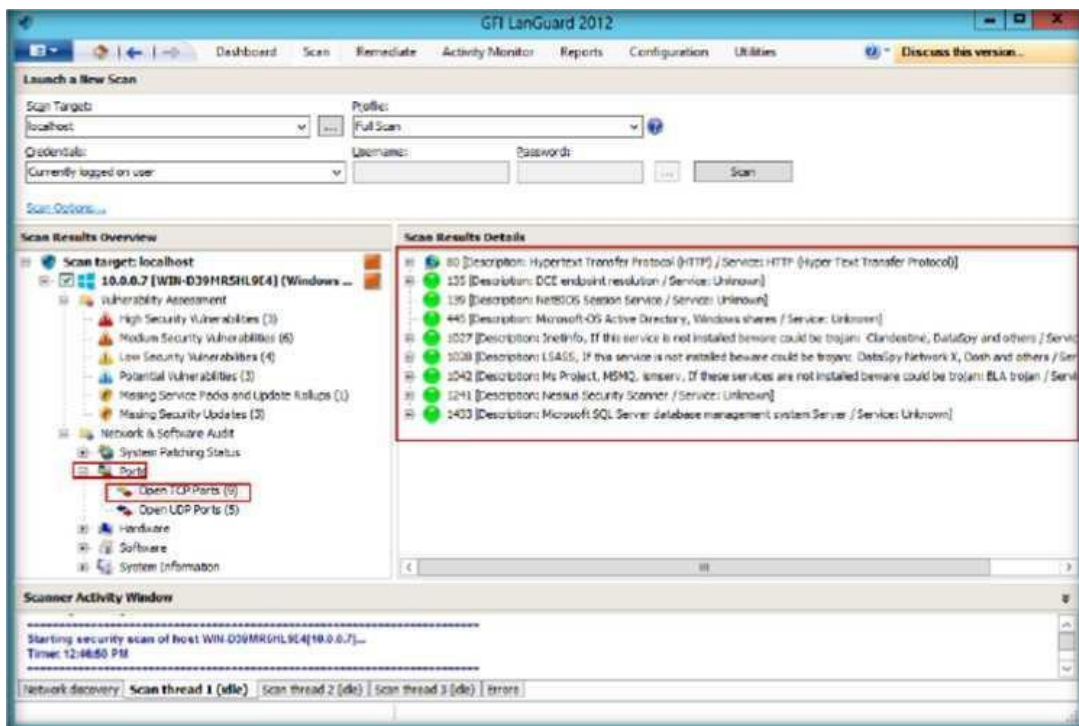 GFI LanGuard 2012
Dashboard Scan Remediate Activity Monitor Reports Configuration Utilities Discuss this version...
Launch a New Scan
Scan Target: Profile:
localhost ... Full Scan
Credentials: Username: Password:
Currently logged on user ... Scan
Scan Options...
Scan Results Overview
Scan target: localhost
10.0.0.7 [WIN-D39MR5HL9E4] (Windows ...
Vulnerability Assessment
High Security Vulnerabilities (3)
Medium Security Vulnerabilities (6)
Low Security Vulnerabilities (4)
Potential Vulnerabilities (3)
Missing Service Packs and Update Rollups (1)
Missing Security Updates (3)
Network & Software Audit
System Patching Status
Ports
Open TCP Ports (9)
Open UDP Ports (5)
Hardware
Software
System Information
Scan Results Details
80 [Description: Hypertext Transfer Protocol (HTTP) / Service: HTTP (Hyper Text Transfer Protocol)]
135 [Description: DCE endpoint resolution / Service: Unknown]
139 [Description: NetBIOS Session Service / Service: Unknown]
445 [Description: Microsoft-DS Active Directory, Windows shares / Service: Unknown]
1027 [Description: Inetinfo, If this service is not installed beware could be trojan: Clandestine, DataSpy and others / Servic
1028 [Description: LSASS, If this service is not installed beware could be trojan: DataSpy Network X, Oosh and others / Ser
1042 [Description: Ms Project, MSMQ, If these services are not installed beware could be trojan: BLA trojan / Servi
1241 [Description: Nessus Security Scanner / Service: Unknown]
1433 [Description: Microsoft SQL Server database management system Server / Service: Unknown]
Scanner Activity Window
Starting security scan of host WIN-D39MR5HL9E4[10.0.0.7]...
Time: 12:46:50 PM
Network discovery Scan thread 1 (idle) Scan thread 2 (idle) Scan thread 3 (idle) Errors